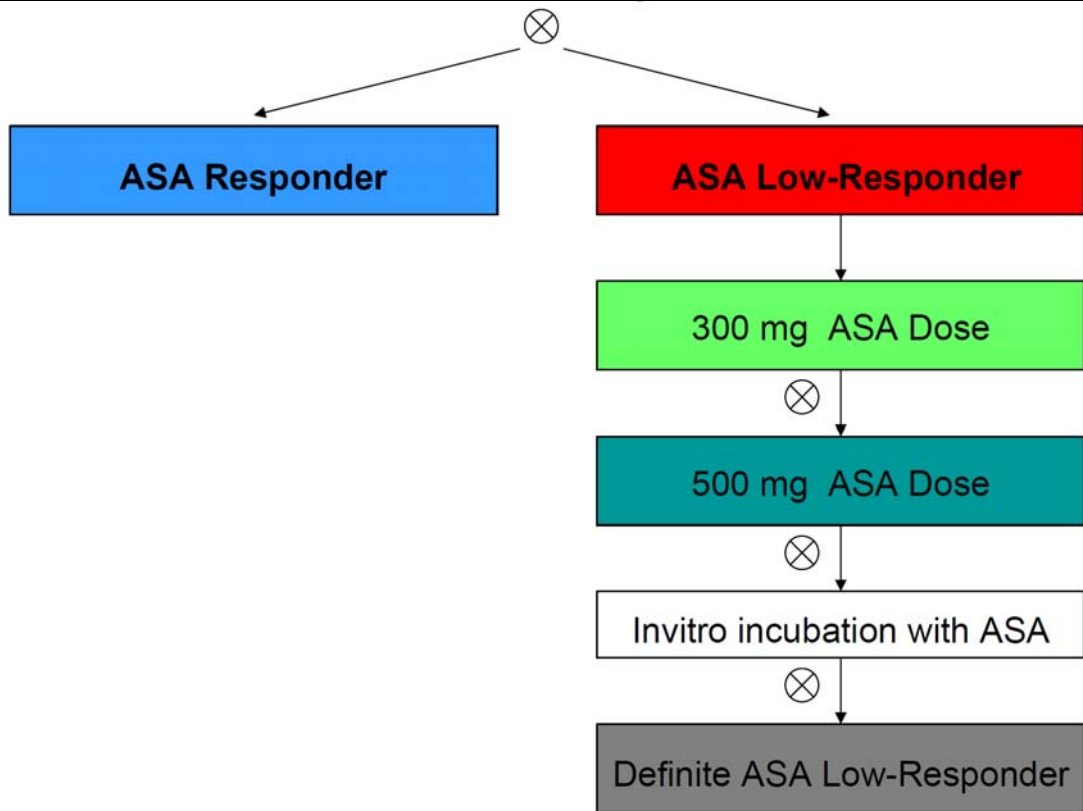 ASA Responder
ASA Low-Responder
300 mg ASA Dose
500 mg ASA Dose
Invitro incubation with ASA
Definite ASA Low-Responder